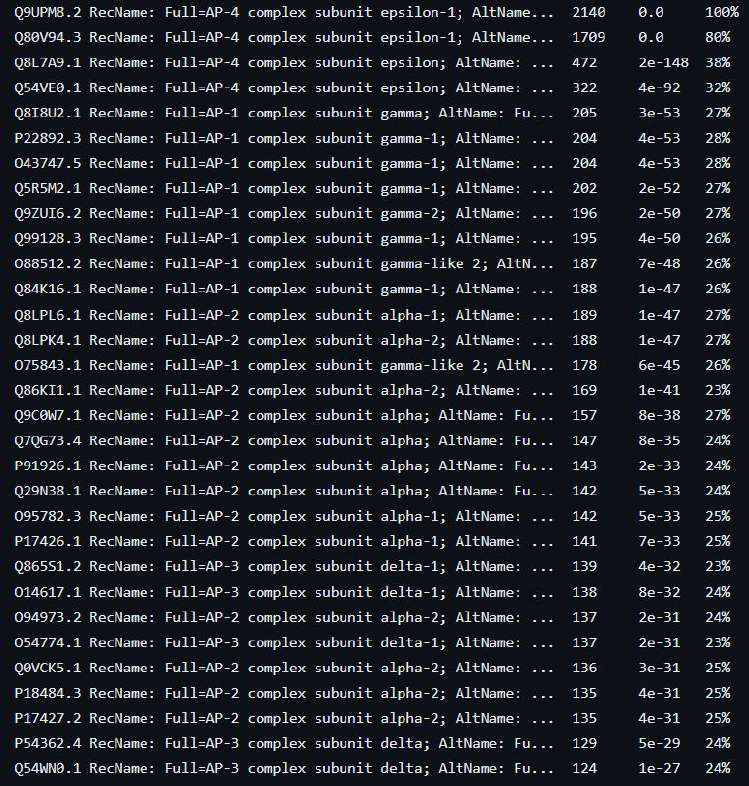 Q9UPM8.2 RecName: Full=AP-4 complex subunit epsilon-1; AltName... 2140 0.0 100%
Q80V94.3 RecName: Full=AP-4 complex subunit epsilon-1; AltName... 1709 0.0 80%
Q8L7A9.1 RecName: Full=AP-4 complex subunit epsilon; AltName: ... 472 2e-148 38%
Q54VE0.1 RecName: Full=AP-4 complex subunit epsilon; AltName: ... 322 4e-92 32%
Q8I8U2.1 RecName: Full=AP-1 complex subunit gamma; AltName: Fu... 205 3e-53 27%
P22892.3 RecName: Full=AP-1 complex subunit gamma-1; AltName: ... 204 4e-53 28%
O43747.5 RecName: Full=AP-1 complex subunit gamma-1; AltName: ... 204 4e-53 28%
Q5R5M2.1 RecName: Full=AP-1 complex subunit gamma-1; AltName: ... 202 2e-52 27%
Q9ZUI6.2 RecName: Full=AP-1 complex subunit gamma-2; AltName: ... 196 2e-50 27%
Q99128.3 RecName: Full=AP-1 complex subunit gamma-1; AltName: ... 195 4e-50 26%
O88512.2 RecName: Full=AP-1 complex subunit gamma-like 2; AltN... 187 7e-48 26%
Q84K16.1 RecName: Full=AP-1 complex subunit gamma-1; AltName: ... 188 1e-47 26%
Q8LPL6.1 RecName: Full=AP-2 complex subunit alpha-1; AltName: ... 189 1e-47 27%
Q8LPK4.1 RecName: Full=AP-2 complex subunit alpha-2; AltName: ... 188 1e-47 27%
O75843.1 RecName: Full=AP-1 complex subunit gamma-like 2; AltN... 178 6e-45 26%
Q86KI1.1 RecName: Full=AP-2 complex subunit alpha-2; AltName: ... 169 1e-41 23%
Q9C0W7.1 RecName: Full=AP-2 complex subunit alpha; AltName: Fu... 157 8e-38 27%
Q7QG73.4 RecName: Full=AP-2 complex subunit alpha; AltName: Fu... 147 8e-35 24%
P91926.1 RecName: Full=AP-2 complex subunit alpha; AltName: Fu... 143 2e-33 24%
Q29N38.1 RecName: Full=AP-2 complex subunit alpha; AltName: Fu... 142 5e-33 24%
O95782.3 RecName: Full=AP-2 complex subunit alpha-1; AltName: ... 142 5e-33 25%
P17426.1 RecName: Full=AP-2 complex subunit alpha-1; AltName: ... 141 7e-33 25%
Q865S1.2 RecName: Full=AP-3 complex subunit delta-1; AltName: ... 139 4e-32 23%
O14617.1 RecName: Full=AP-3 complex subunit delta-1; AltName: ... 138 8e-32 24%
O94973.2 RecName: Full=AP-2 complex subunit alpha-2; AltName: ... 137 2e-31 24%
O54774.1 RecName: Full=AP-3 complex subunit delta-1; AltName: ... 137 2e-31 23%
Q0VCK5.1 RecName: Full=AP-2 complex subunit alpha-2; AltName: ... 136 3e-31 25%
P18484.3 RecName: Full=AP-2 complex subunit alpha-2; AltName: ... 135 4e-31 25%
P17427.2 RecName: Full=AP-2 complex subunit alpha-2; AltName: ... 135 4e-31 25%
P54362.4 RecName: Full=AP-3 complex subunit delta; AltName: Fu... 129 5e-29 24%
Q54WN0.1 RecName: Full=AP-3 complex subunit delta; AltName: Fu... 124 1e-27 24%